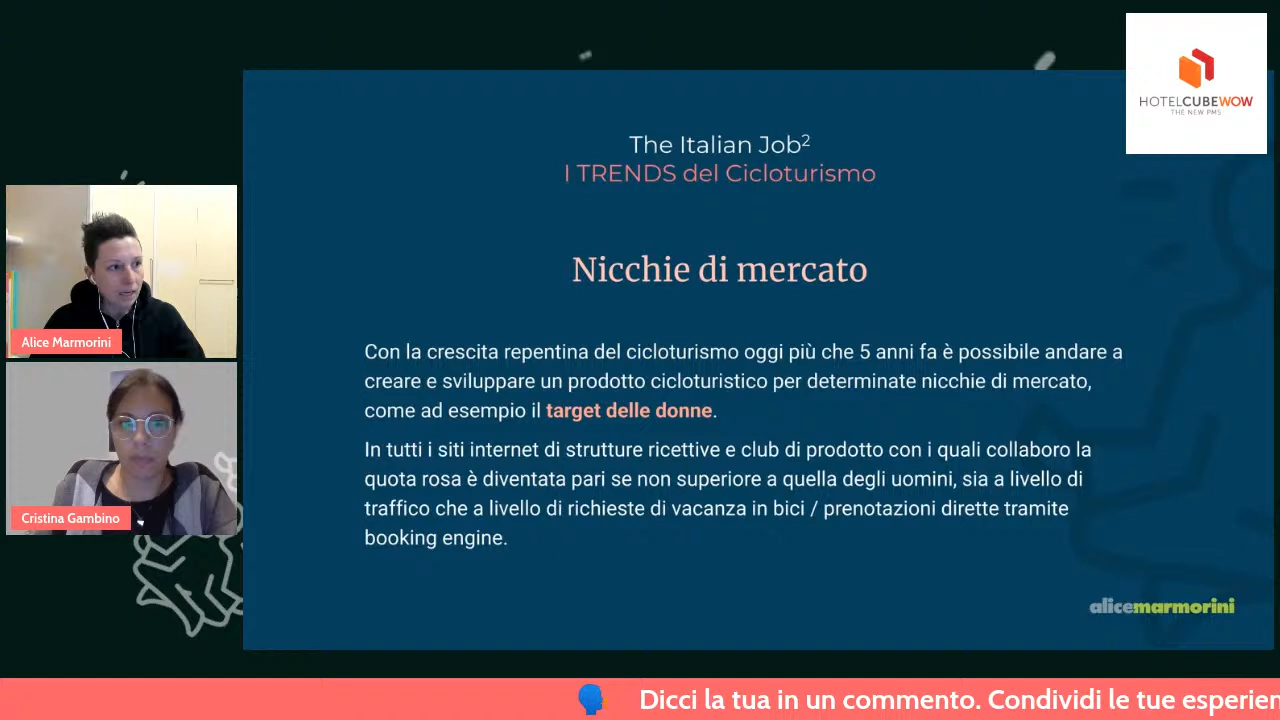 HOTELCUBEWOW
THE NEW PMS
The Italian Job²
I TRENDS del Cicloturismo
Nicchie di mercato
Con la crescita repentina del cicloturismo oggi più che 5 anni fa è possibile andare a
creare e sviluppare un prodotto cicloturistico per determinate nicchie di mercato,
come ad esempio il target delle donne.
In tutti i siti internet di strutture ricettive e club di prodotto con i quali collaboro la
quota rosa è diventata pari se non superiore a quella degli uomini, sia a livello di
traffico che a livello di richieste di vacanza in bici / prenotazioni dirette tramite
booking engine.
alicemarmorini
Alice Marmorini
Cristina Gambino
Dicci la tua in un commento. Condividi le tue esperien